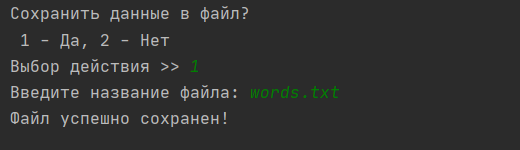 Сохранить данные в файл?
1 - Да, 2 - Нет
Выбор действия >> 1
Введите название файла: words.txt
Файл успешно сохранен!